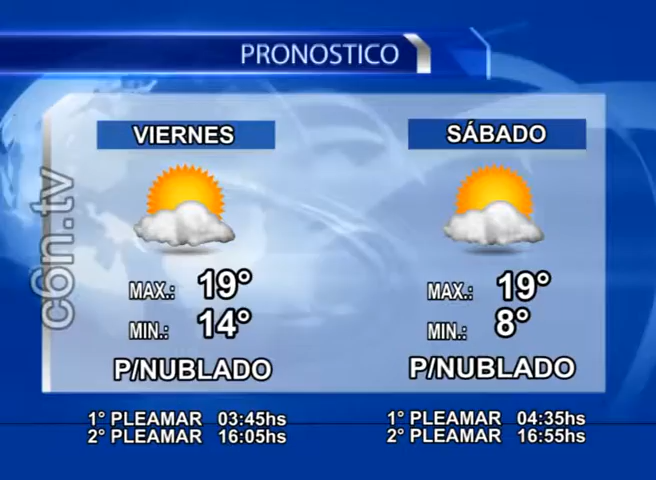 PRONOSTICO
c6n.tv
VIERNES
MAX.: 19°
MIN.: 14°
P/NUBLADO
1° PLEAMAR 03:45hs
2° PLEAMAR 16:05hs
SÁBADO
MAX.: 19°
MIN.: 8°
P/NUBLADO
1° PLEAMAR 04:35hs
2° PLEAMAR 16:55hs